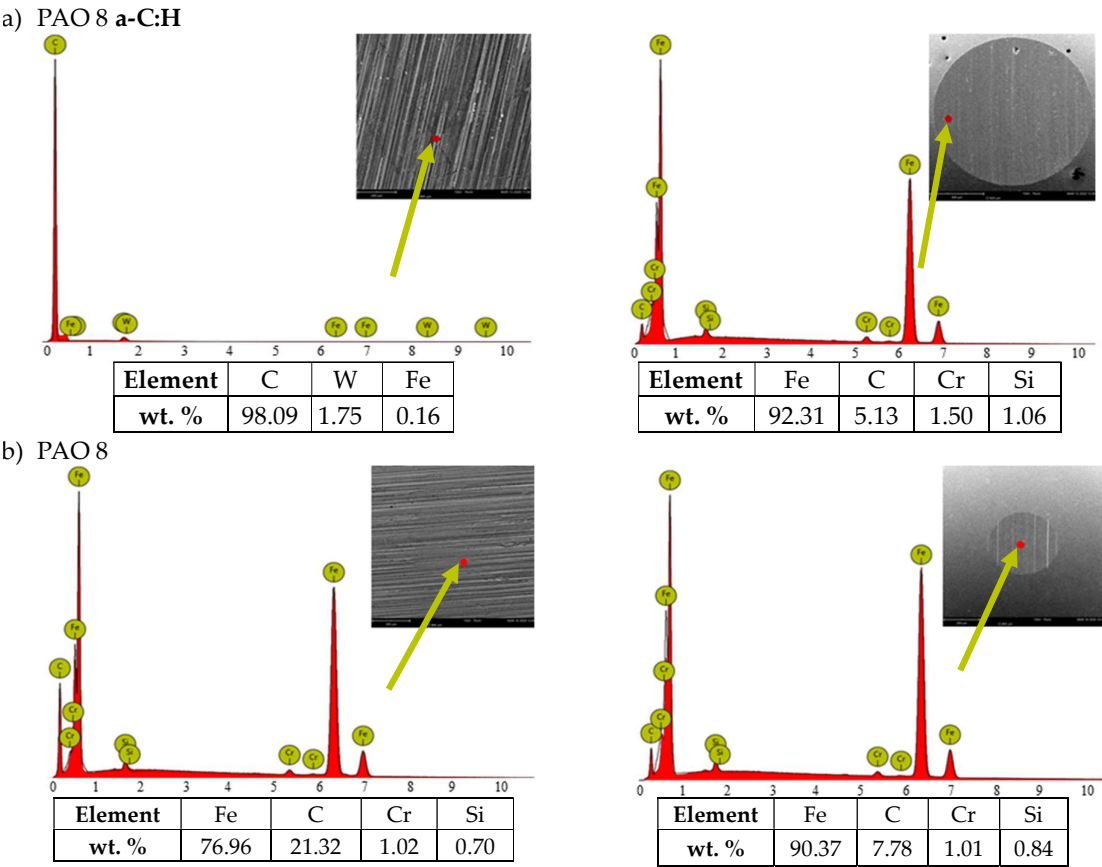 a) PAO 8 a-C:H
C
Fe
W
Fe
Fe
W
W
0 1 2 3 4 5 6 7 8 9 10
Element C W Fe
wt. % 98.09 1.75 0.16
Fe
Fe
Fe
Cr
Cr
C
Si
Si
Cr
Cr
Fe
0 1 2 3 4 5 6 7 8 9 10
Element Fe C Cr Si
wt. % 92.31 5.13 1.50 1.06
b) PAO 8
Fe
Fe
Fe
C
Cr
Cr
Si
Si
Cr
Cr
Fe
0 1 2 3 4 5 6 7 8 9 10
Element Fe C Cr Si
wt. % 76.96 21.32 1.02 0.70
Fe
Fe
Fe
Cr
Cr
C
Si
Si
Cr
Cr
Fe
0 1 2 3 4 5 6 7 8 9 10
Element Fe C Cr Si
wt. % 90.37 7.78 1.01 0.84